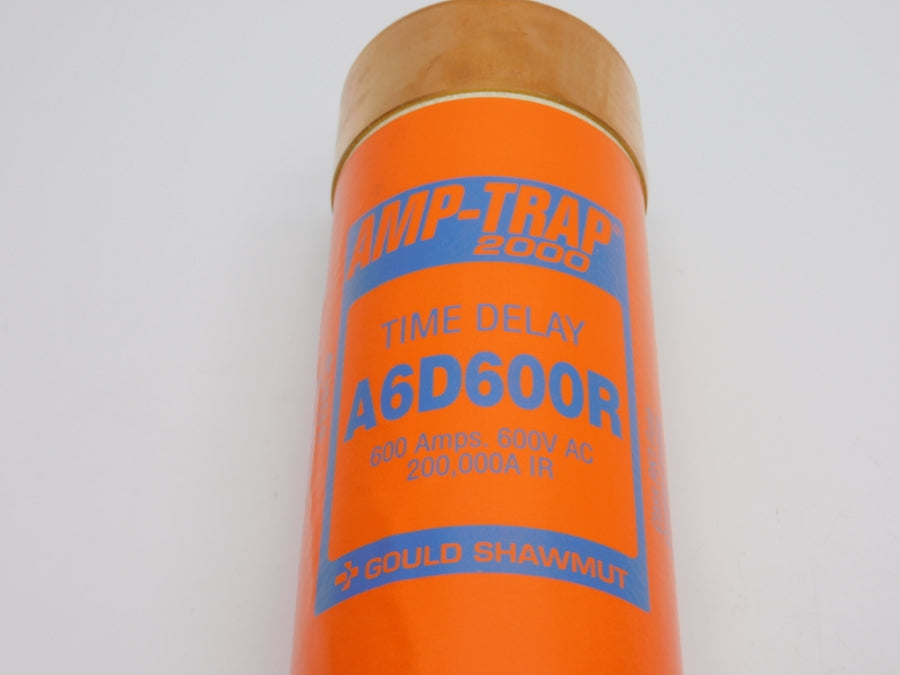 AMP-TRAP
2000
TIME DELAY
A6D600R
600 Amps. 600V AC
200,000A IR
GOULD SHAWMUT